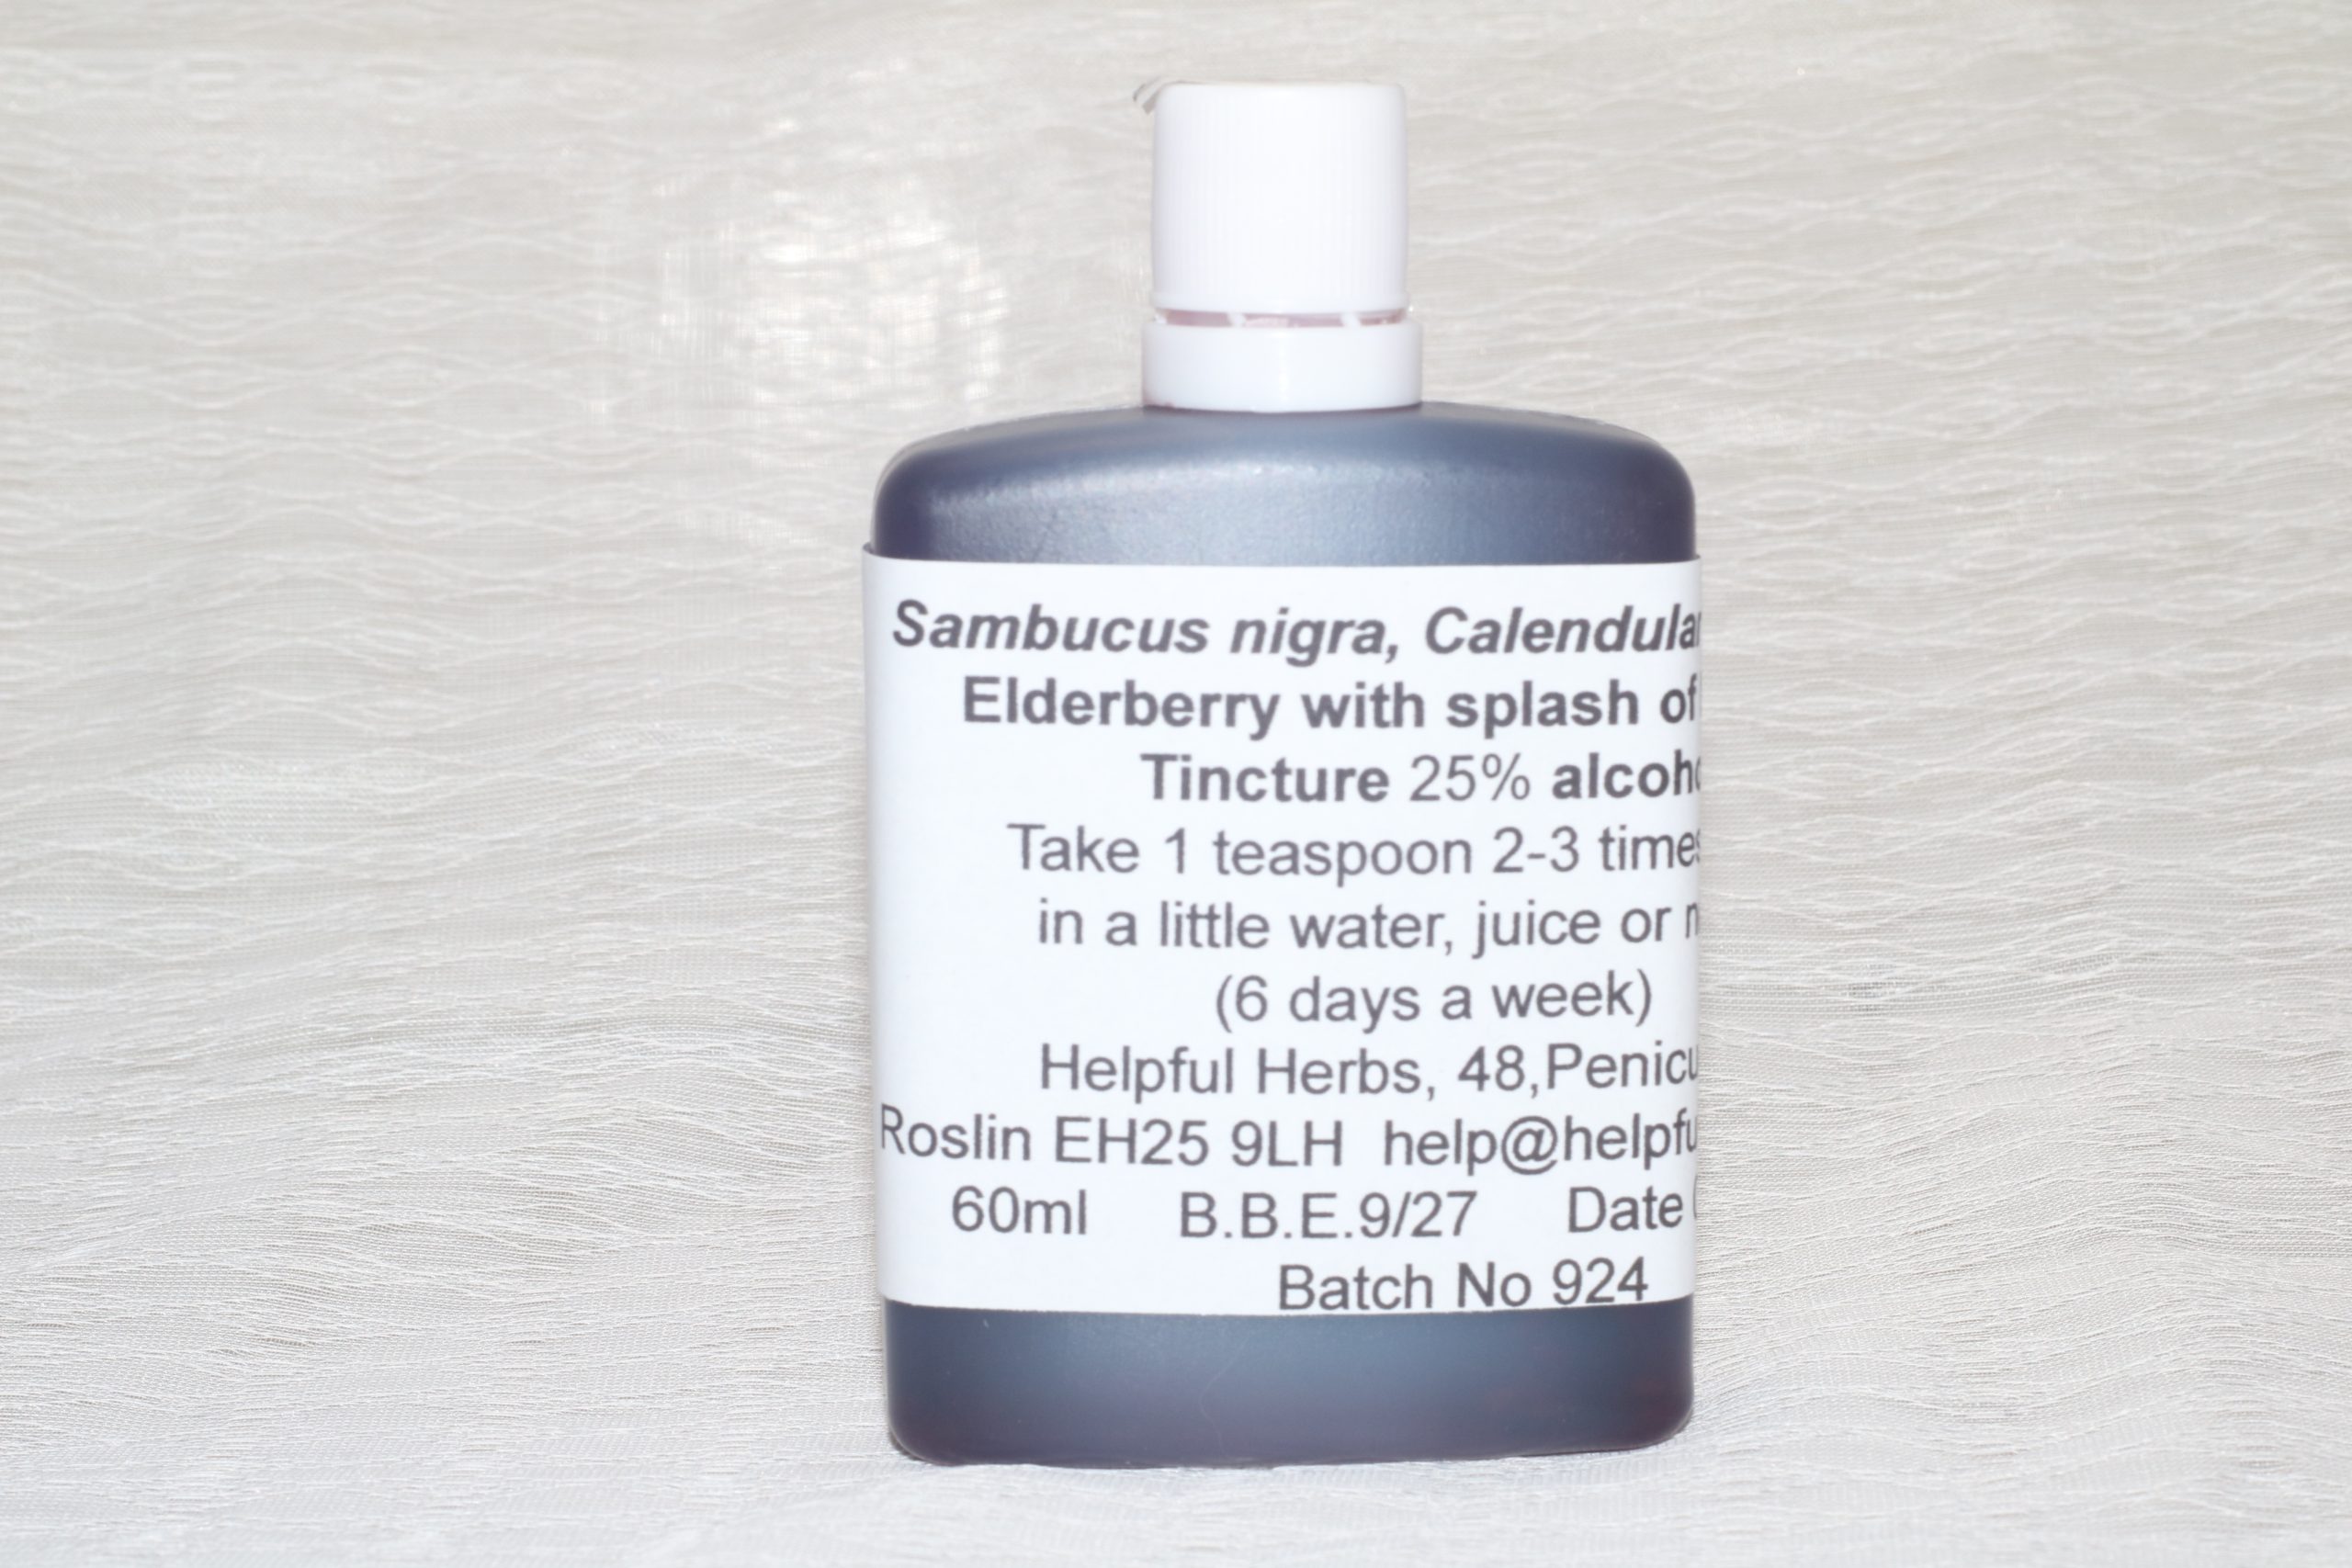 Sambucus nigra, Calendula
Elderberry with splash of
Tincture 25% alcoho
Take 1 teaspoon 2-3 times
in a little water, juice or
(6 days a week)
Helpful Herbs, 48,Penicu
Roslin EH25 9LH help@helpfu
60ml B.B.E.9/27 Date
Batch No 924